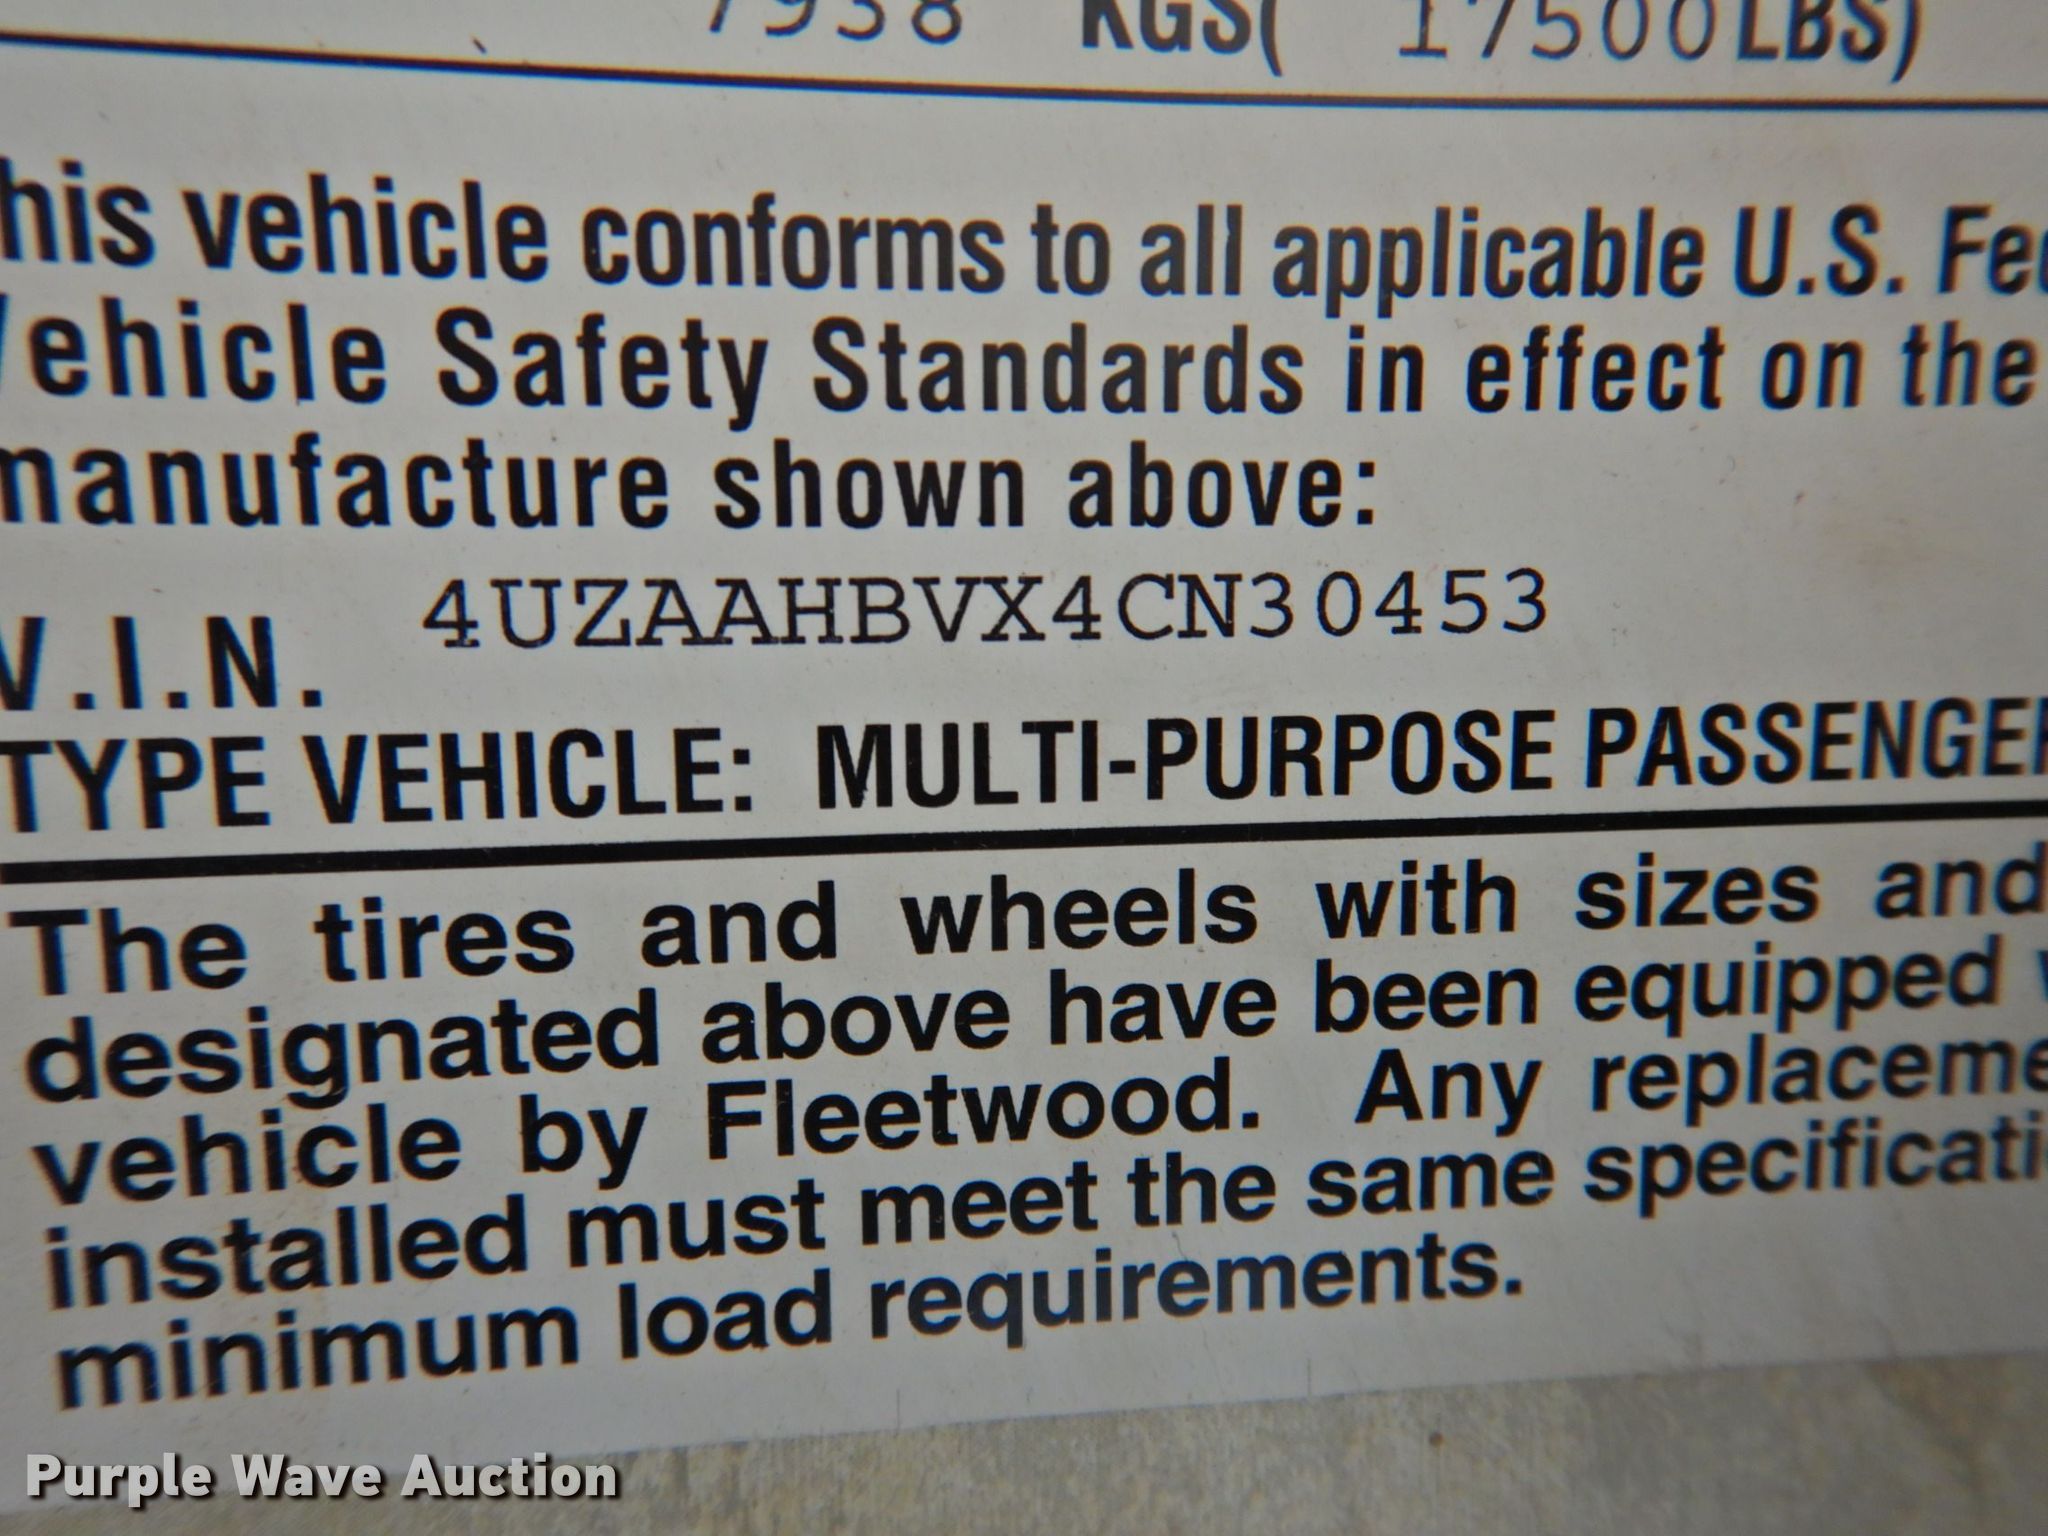 7938 KGS( 17500LBS)
his vehicle conforms to all applicable U.S. Fe
ehicle Safety Standards in effect on the
manufacture shown above:
V.I.N. 4UZAAHBVX4CN30453
TYPE VEHICLE: MULTI-PURPOSE PASSENGER
The tires and wheels with sizes and
designated above have been equipped
vehicle by Fleetwood. Any replaceme
installed must meet the same specificati
minimum load requirements.
Purple Wave Auction